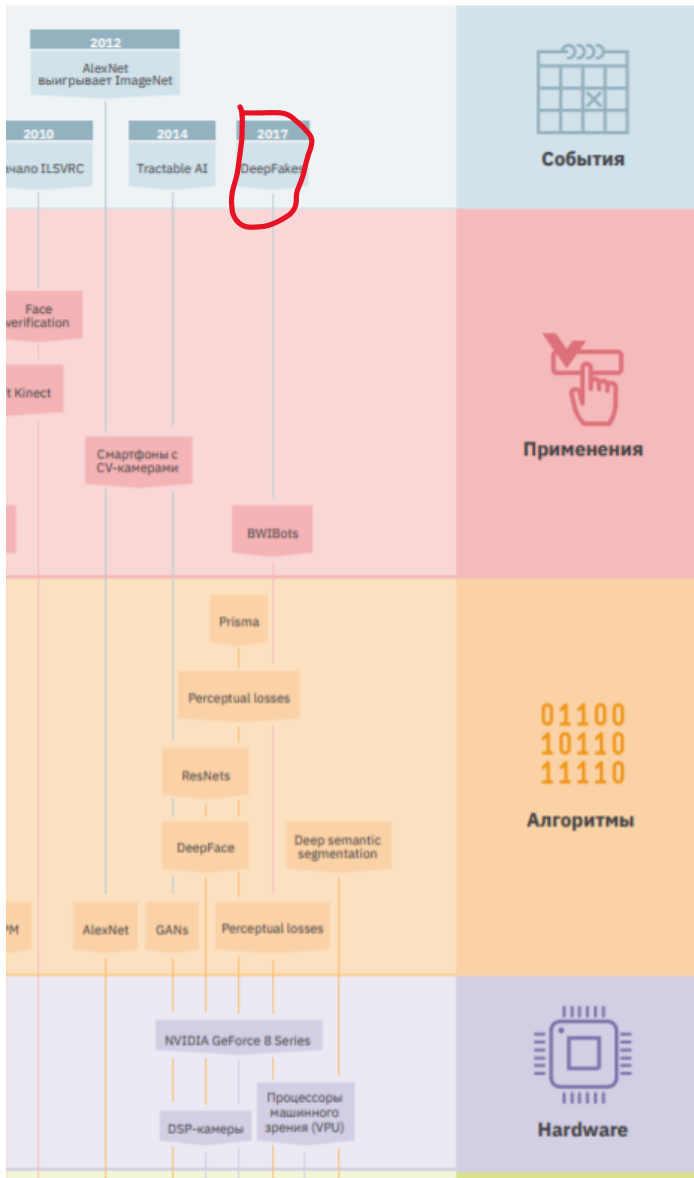 2012
AlexNet
выигрывает ImageNet
2010
ILSVRC
2014
Tractable AI
2017
DeepFakes
События
Face
verification
Kinect
Смартфоны с
CV-камерами
BWIBots
Применения
Prisma
Perceptual losses
ResNets
DeepFace
Deep semantic
segmentation
AlexNet
GANs
Perceptual losses
01100
10110
11110
Алгоритмы
NVIDIA GeForce 8 Series
DSP-камеры
Процессоры
машинного
зрения (VPU)
Hardware